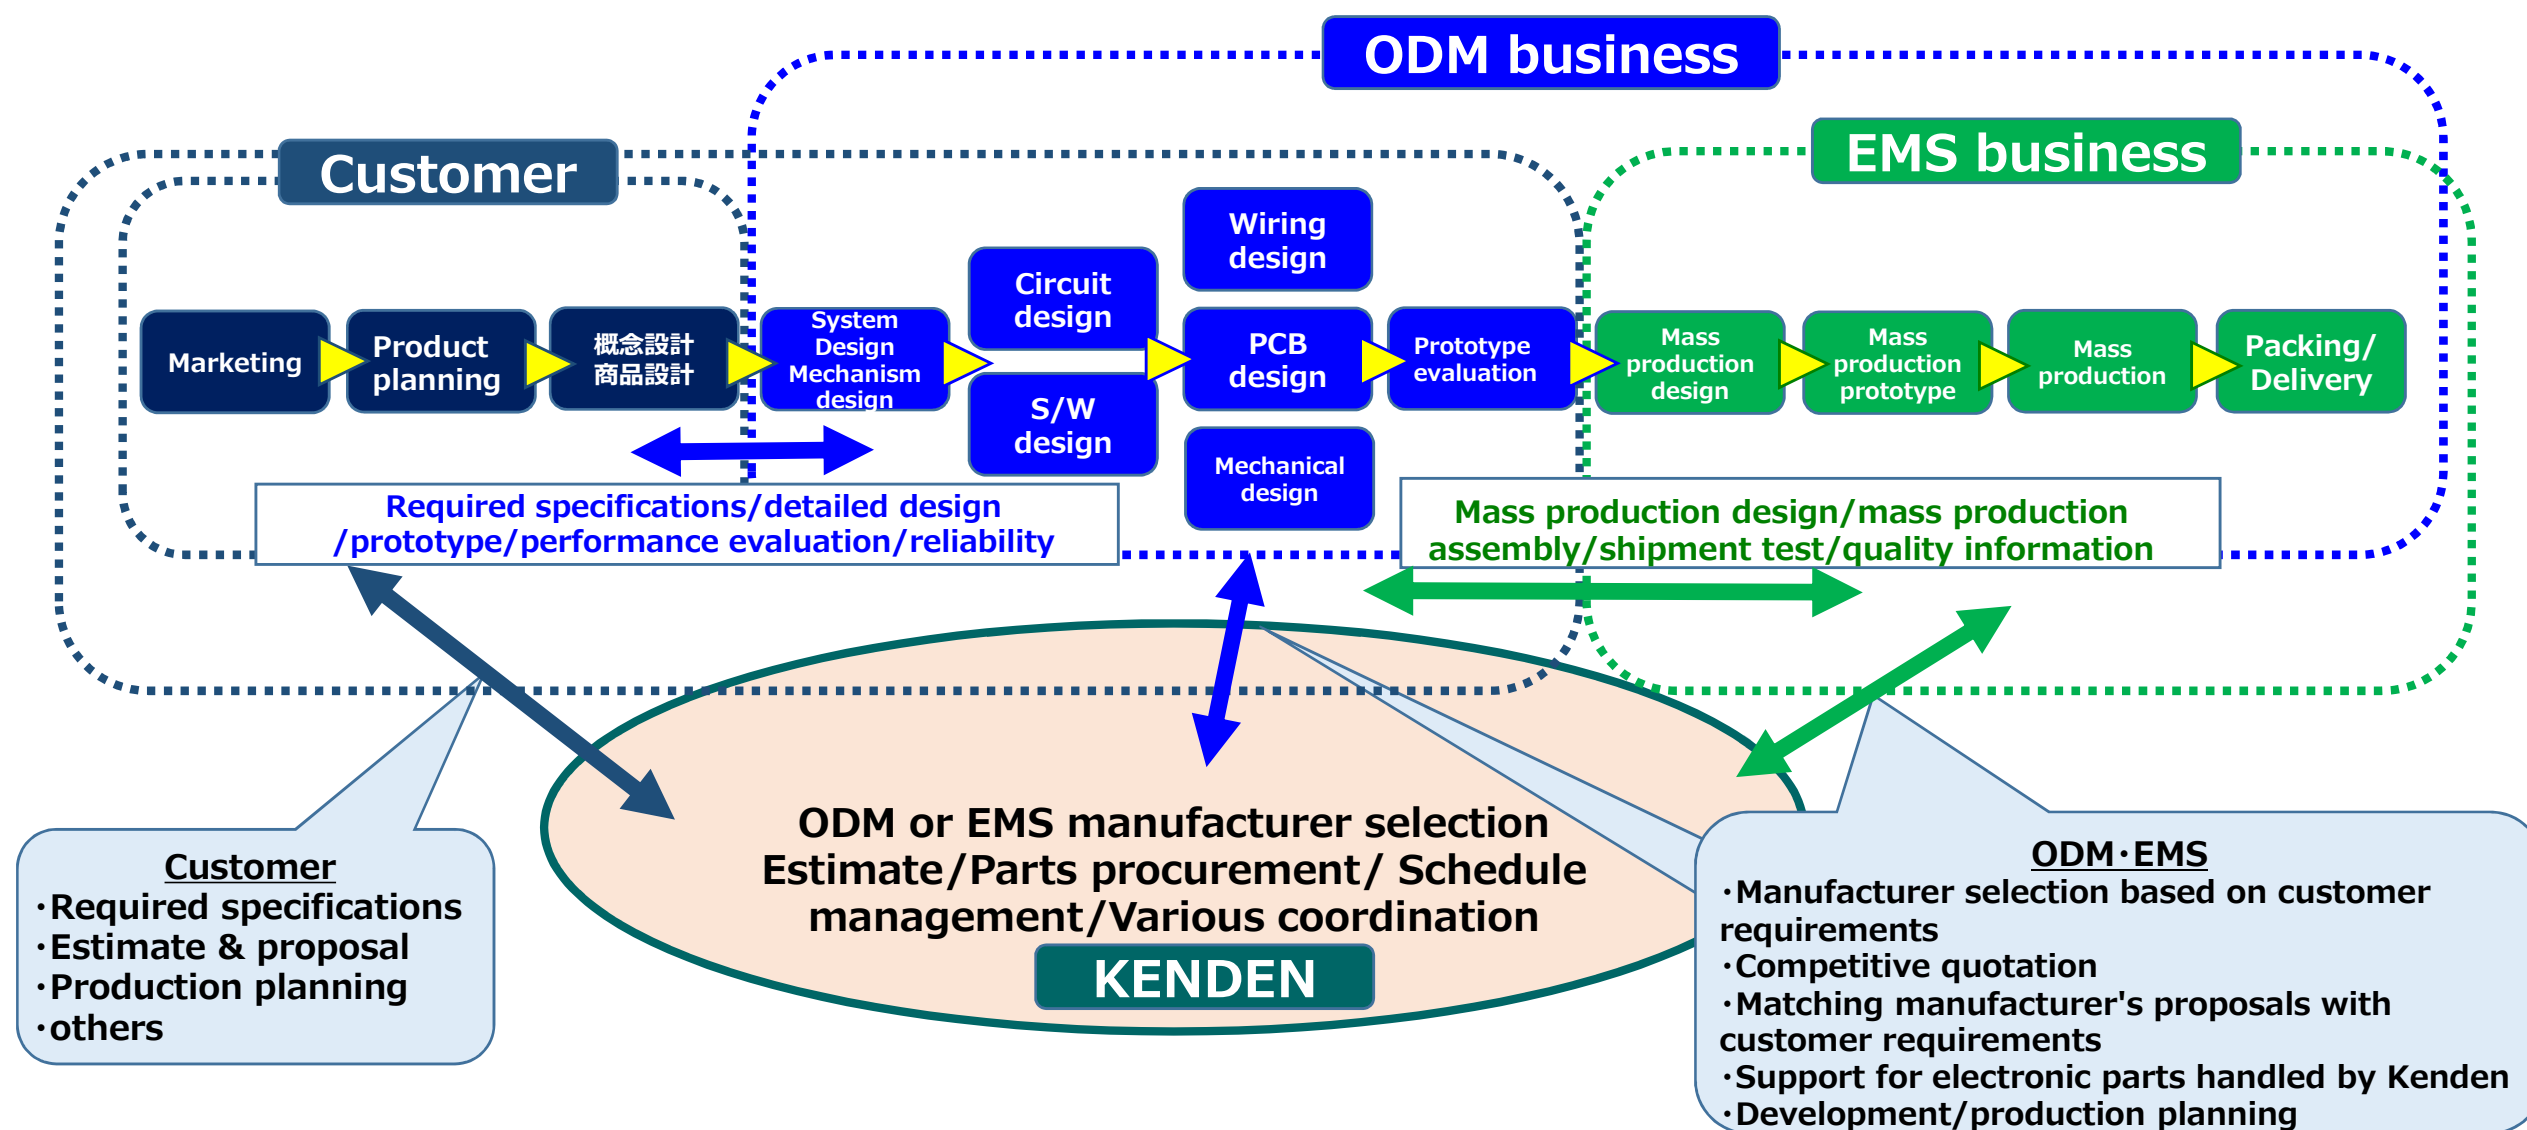 ODM business
Customer
EMS business
Marketing
Product
planning
概念設計
商品設計
System
Design
Mechanism
design
Circuit
design
S/W
design
Wiring
design
PCB
design
Mechanical
design
Prototype
evaluation
Mass
production
design
Mass
production
prototype
Mass
production
Packing/
Delivery
Required specifications/detailed design
/prototype/performance evaluation/reliability
Mass production design/mass production
assembly/shipment test/quality information
ODM or EMS manufacturer selection
Estimate/Parts procurement/ Schedule
management/Various coordination
KENDEN
Customer
・Required specifications
・Estimate & proposal
・Production planning
・others
ODM・EMS
・Manufacturer selection based on customer
requirements
・Competitive quotation
・Matching manufacturer's proposals with
customer requirements
・Support for electronic parts handled by Kenden
・Development/production planning